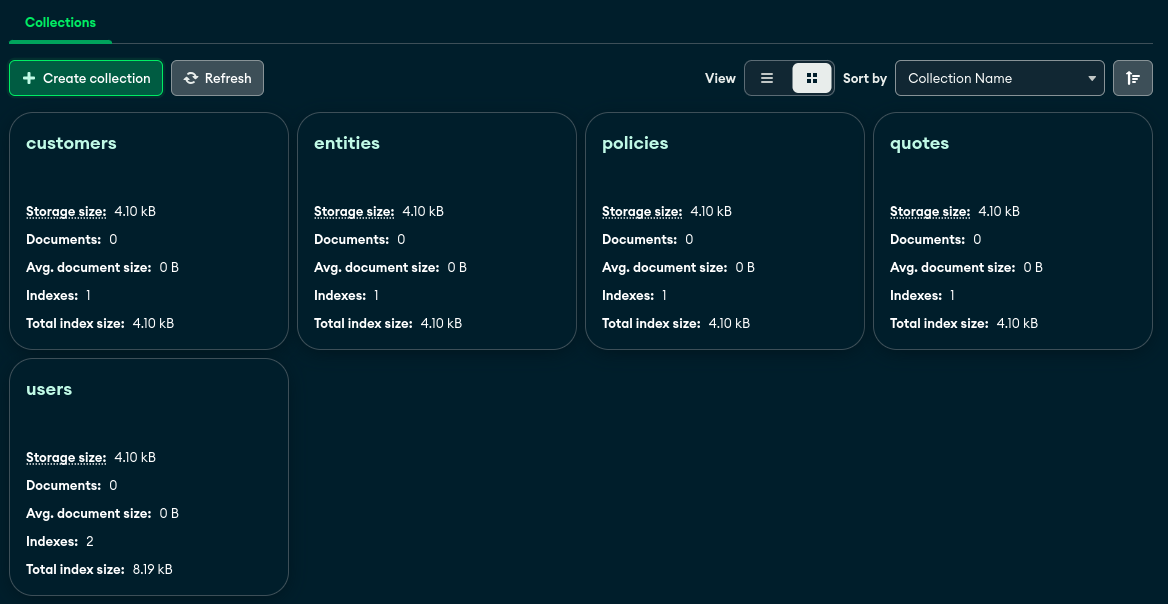 Collections
Create collection Refresh View Sort by Collection Name
customers entities policies quotes
Storage size: 4.10 kB Storage size: 4.10 kB Storage size: 4.10 kB Storage size: 4.10 kB
Documents: 0 Documents: 0 Documents: 0 Documents: 0
Avg. document size: 0 B Avg. document size: 0 B Avg. document size: 0 B Avg. document size: 0 B
Indexes: 1 Indexes: 1 Indexes: 1 Indexes: 1
Total index size: 4.10 kB Total index size: 4.10 kB Total index size: 4.10 kB Total index size: 4.10 kB
users
Storage size: 4.10 kB
Documents: 0
Avg. document size: 0 B
Indexes: 2
Total index size: 8.19 kB